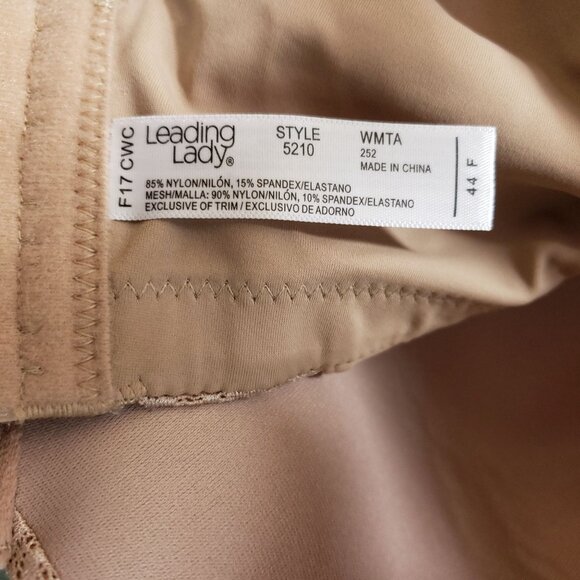 F17 CWC
Leading
Lady®
STYLE
5210
WMTA
252
MADE IN CHINA
44 F
85% NYLON/NILÓN, 15% SPANDEX/ELASTANO
MESH/MALLA: 90% NYLON/NILÓN, 10% SPANDEX/ELASTANO
EXCLUSIVE OF TRIM / EXCLUSIVO DE ADORNO